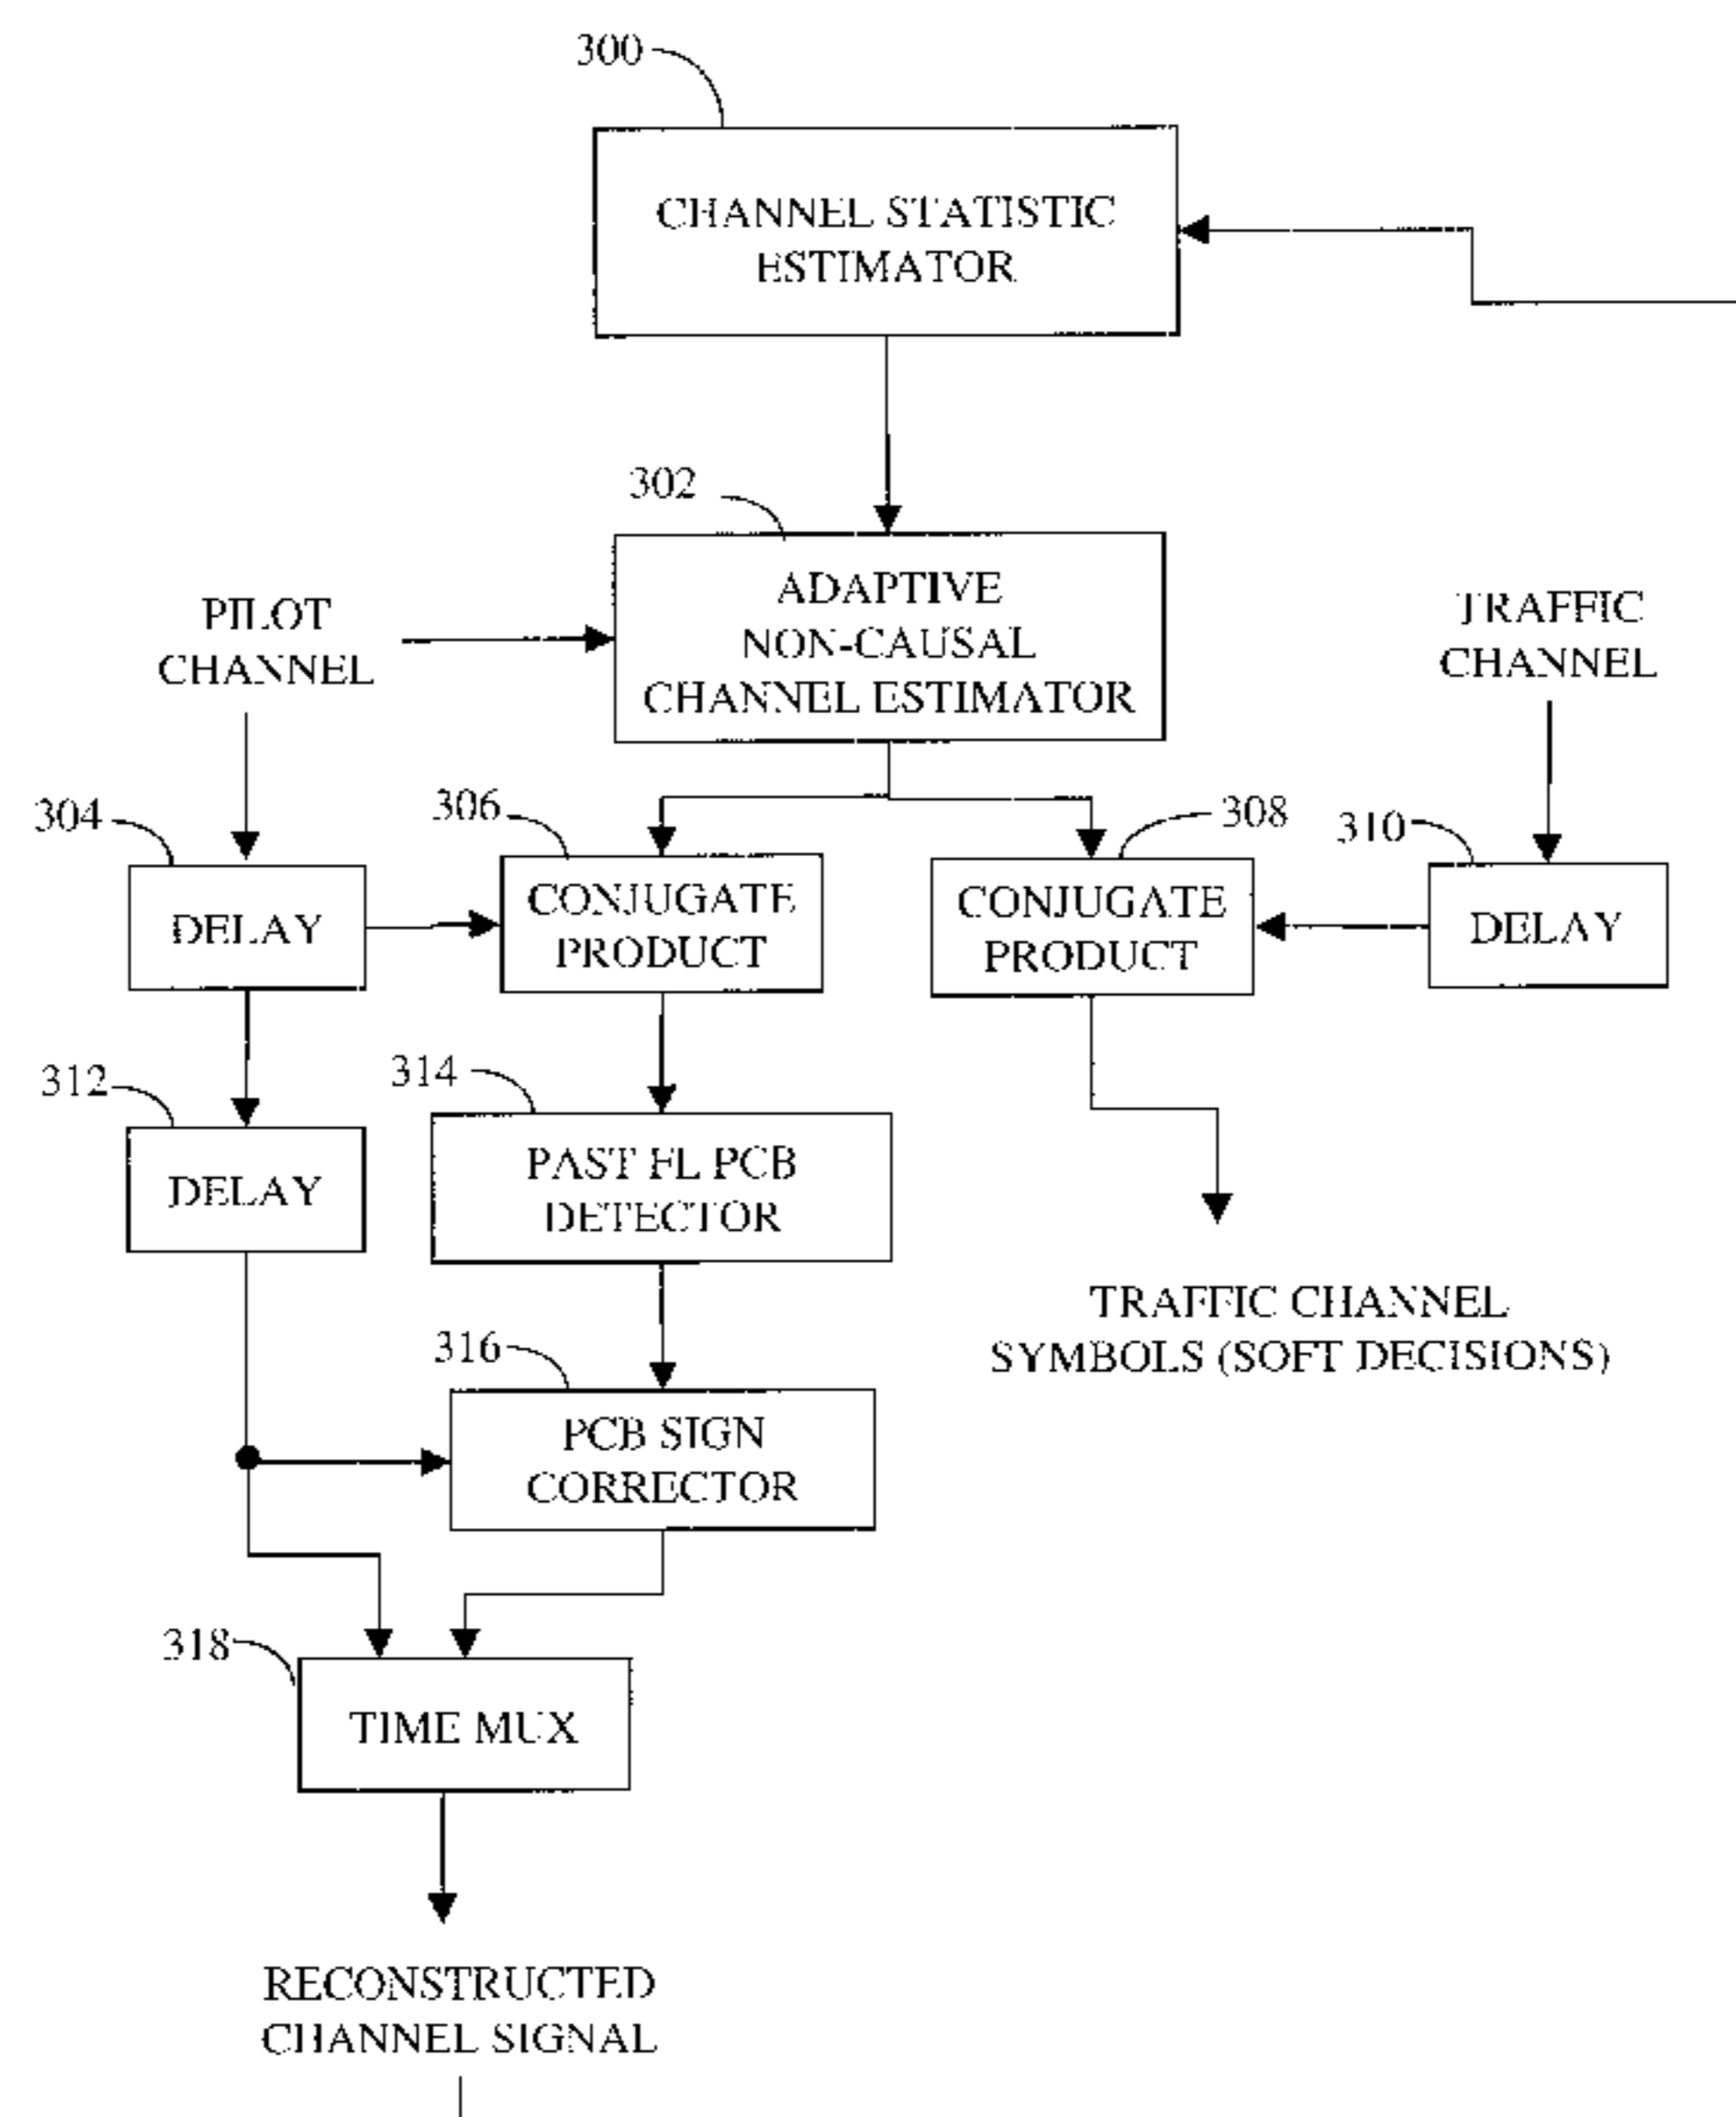 300
CHANNEL STATISTIC
ESTIMATOR
302
ADAPTIVE
NON-CAUSAL
CHANNEL ESTIMATOR
PILOT
CHANNEL
TRAFFIC
CHANNEL
304
DELAY
306
CONJUGATE
PRODUCT
308
CONJUGATE
PRODUCT
310
DELAY
312
DELAY
314
PAST FL PCB
DETECTOR
TRAFFIC CHANNEL
SYMBOLS (SOFT DECISIONS)
316
PCB SIGN
CORRECTOR
318
TIME MUX
RECONSTRUCTED
CHANNEL SIGNAL